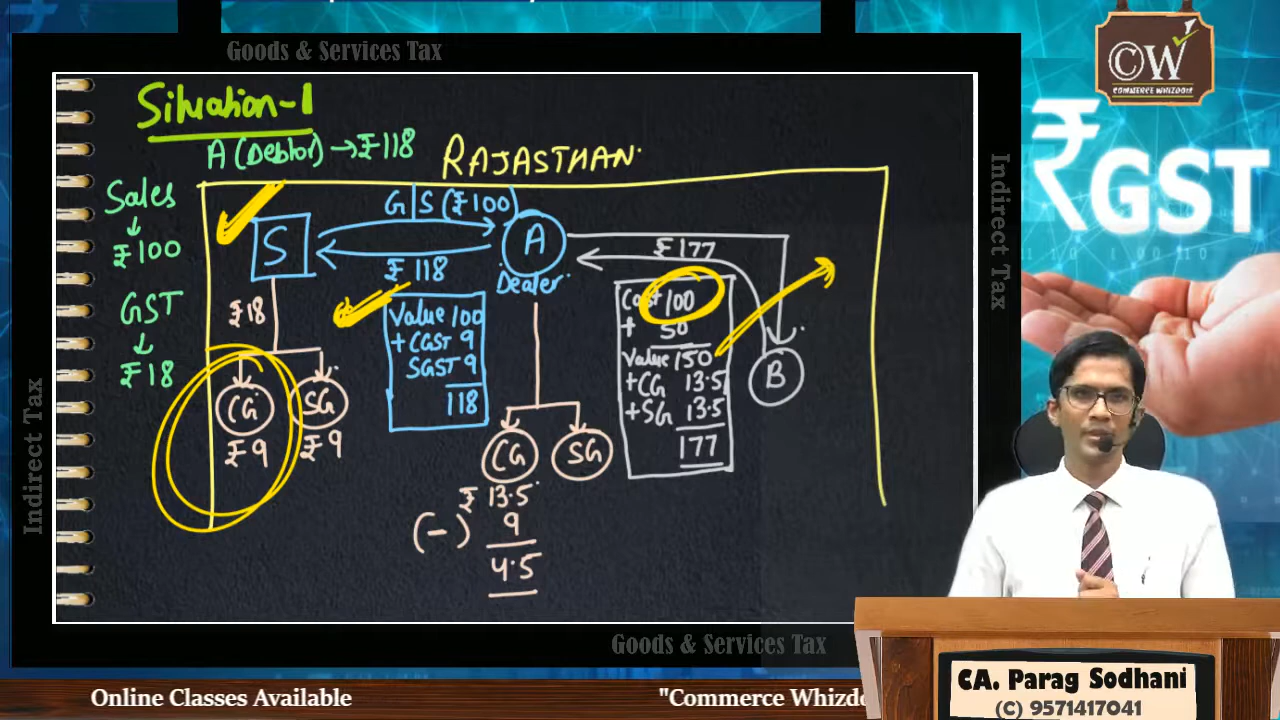 Goods & Services Tax
CW
COMMERCE WHIZDOM
Situation-1
A (Debtor) → ₹118
RAJASTHAN
Sales
↓
₹100
GST
↓
₹18
S
G|S (₹100)
₹118
A
Dealer
₹177
B
₹18
CG
₹9
SG
₹9
Value 100
+ CGST 9
SGST 9
118
Cost 100
+ 50
Value 150
+CG 13.5
+SG 13.5
177
CG
SG
₹ 13.5
(-) 9
4.5
Indirect Tax
Indirect Tax
₹GST
Goods & Services Tax
Online Classes Available
"Commerce Whizdo
CA. Parag Sodhani
(C) 9571417041